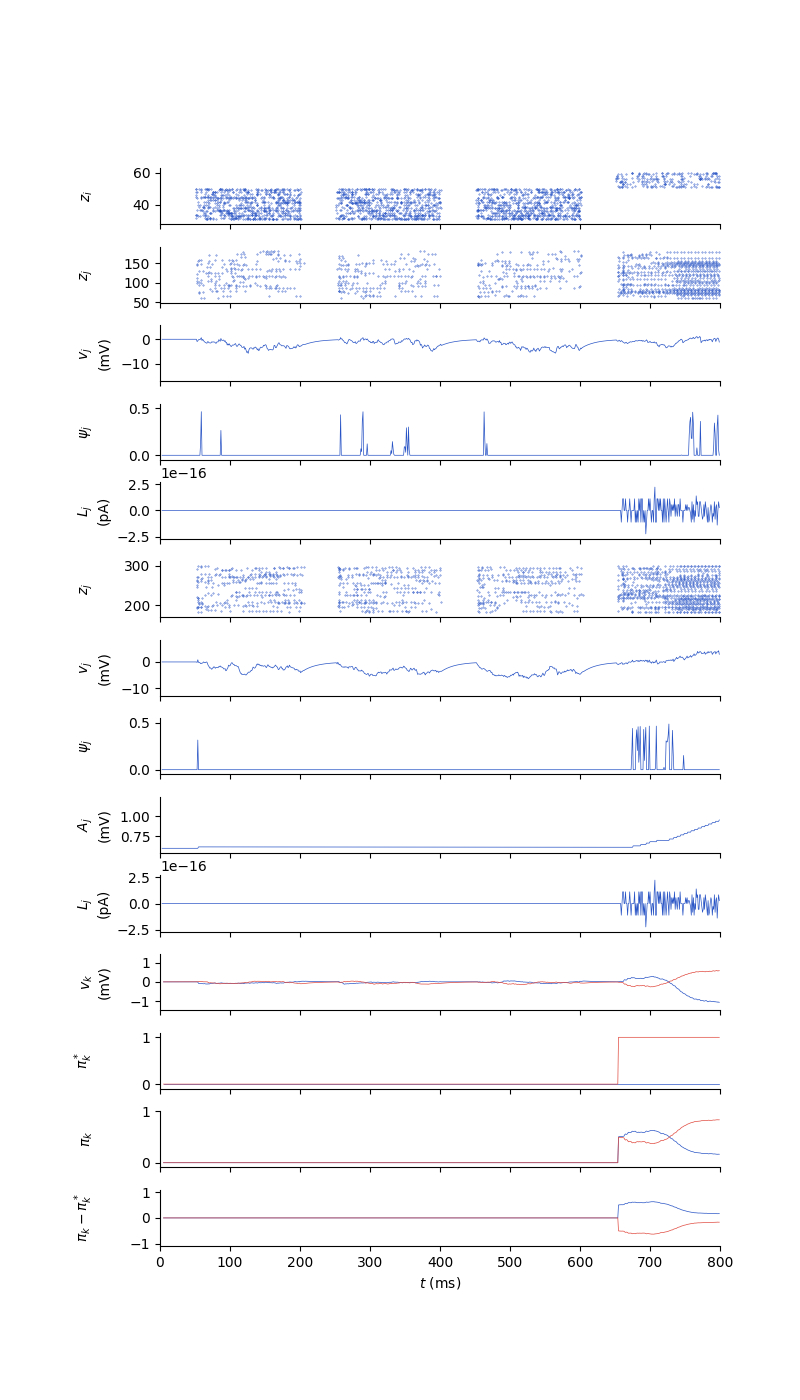 60
40
z_i
150
100
50
z_j
0
−10
v_j
(mV)
0.5
0.0
ψ_j
1e−16
2.5
0.0
−2.5
L_j
(pA)
300
200
z_j
0
−10
v_j
(mV)
0.5
0.0
ψ_j
1.00
0.75
A_j
(mV)
1e−16
2.5
0.0
−2.5
L_j
(pA)
1
0
−1
v_k
(mV)
1
0
π_k^*
1
0
π_k
1
0
−1
π_k − π_k^*
0 100 200 300 400 500 600 700 800
t (ms)